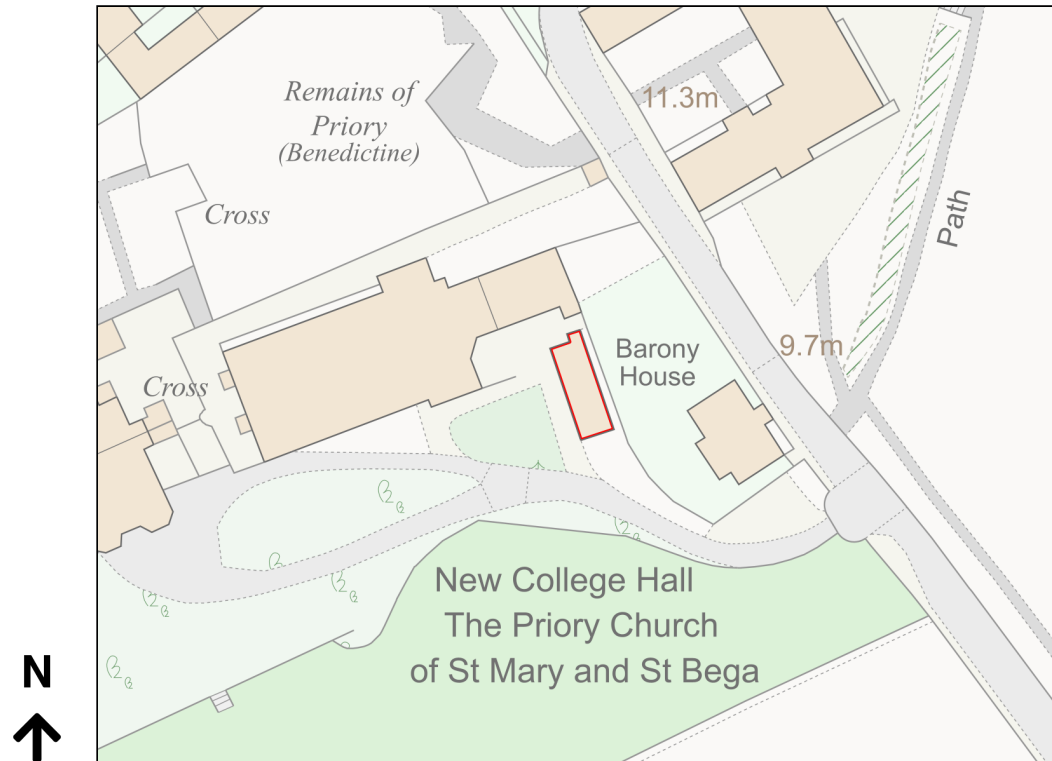 Remains of
Priory
(Benedictine)
11.3m
Cross
Path
Barony
House
9.7m
Cross
New College Hall
The Priory Church
of St Mary and St Bega
N